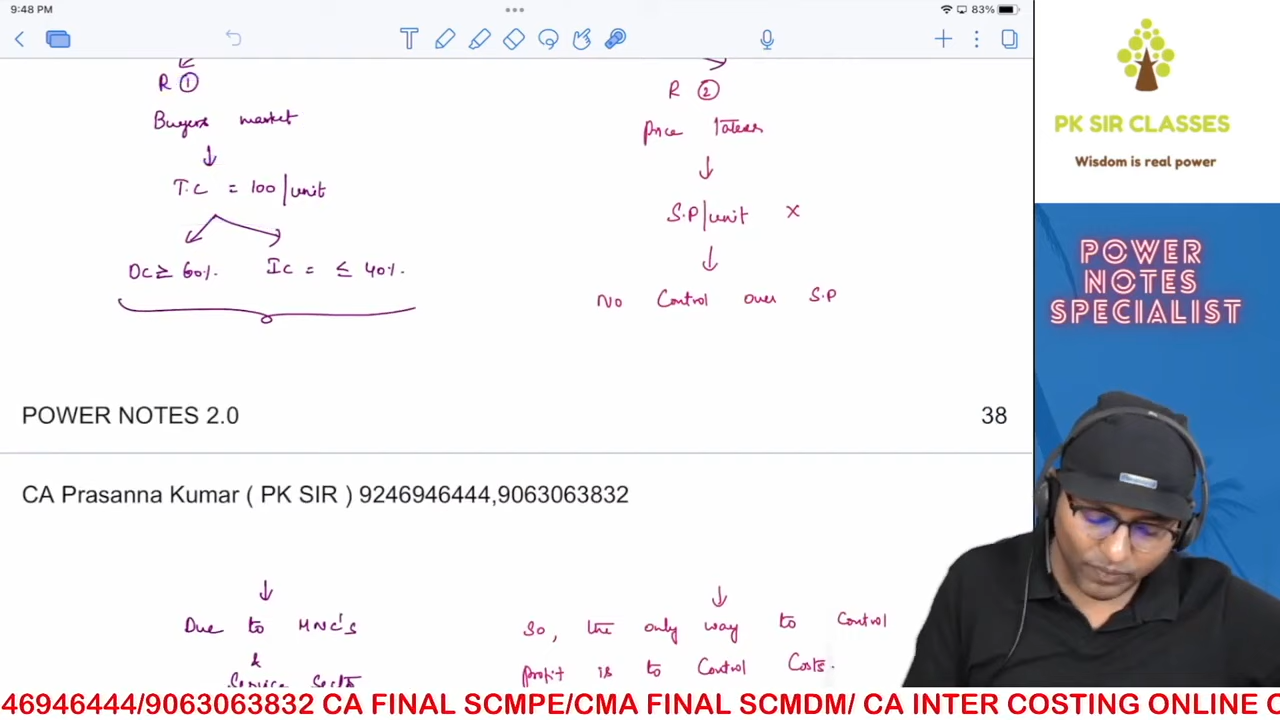 9:48 PM
83%
R ①
Buyers market
↓
T.C = 100/unit
DC ≥ 60%. IC = ≤ 40%.
R ②
Price Takers
↓
S.P/unit ×
↓
No Control over S.P
POWER NOTES 2.0
38
CA Prasanna Kumar ( PK SIR ) 9246946444,9063063832
↓
Due to MNC's
&
Service Sector
↓
So, the only way to Control
Profit is to Control Costs.
PK SIR CLASSES
Wisdom is real power
POWER
NOTES
SPECIALIST
46946444/9063063832 CA FINAL SCMPE/CMA FINAL SCMDM/ CA INTER COSTING ONLINE C